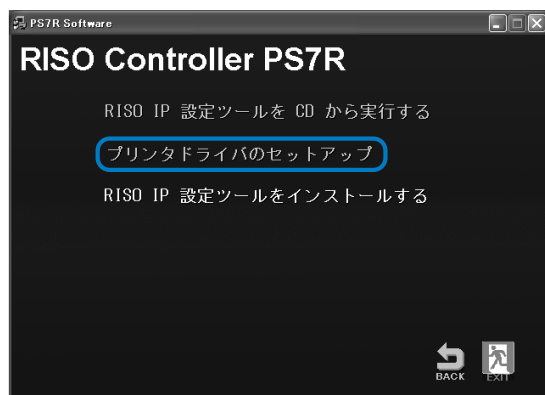 PS7R Software
RISO Controller PS7R
RISO IP 設定ツールを CD から実行する
プリンタドライバのセットアップ
RISO IP 設定ツールをインストールする
BACK
EXIT